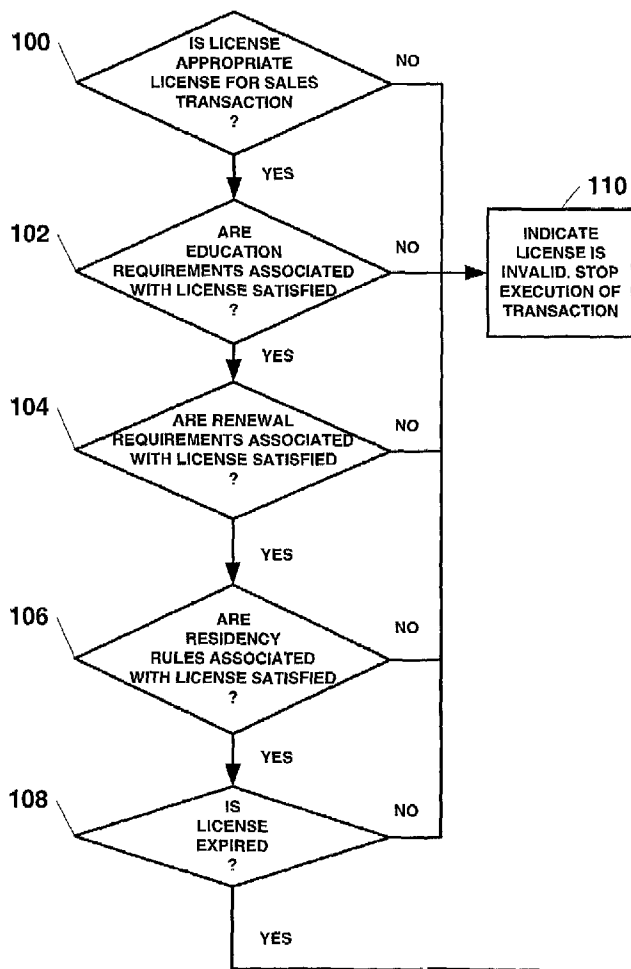 100
IS LICENSE
APPROPRIATE
LICENSE FOR SALES
TRANSACTION
?
NO
YES
110
INDICATE
LICENSE IS
INVALID. STOP
EXECUTION OF
TRANSACTION
102
ARE
EDUCATION
REQUIREMENTS ASSOCIATED
WITH LICENSE SATISFIED
?
NO
YES
104
ARE RENEWAL
REQUIREMENTS ASSOCIATED
WITH LICENSE SATISFIED
?
NO
YES
106
ARE
RESIDENCY
RULES ASSOCIATED
WITH LICENSE SATISFIED
?
NO
YES
108
IS
LICENSE
EXPIRED
?
NO
YES